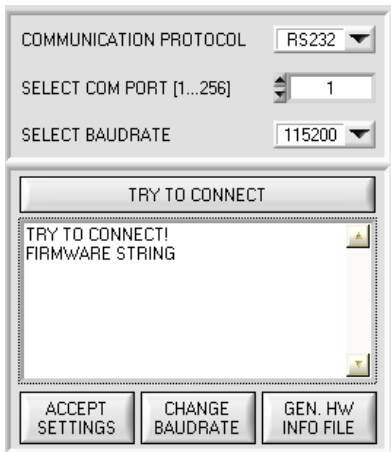 COMMUNICATION PROTOCOL RS232
SELECT COM PORT [1...256] 1
SELECT BAUDRATE 115200
TRY TO CONNECT
TRY TO CONNECT!
FIRMWARE STRING
ACCEPT SETTINGS
CHANGE BAUDRATE
GEN. HW INFO FILE